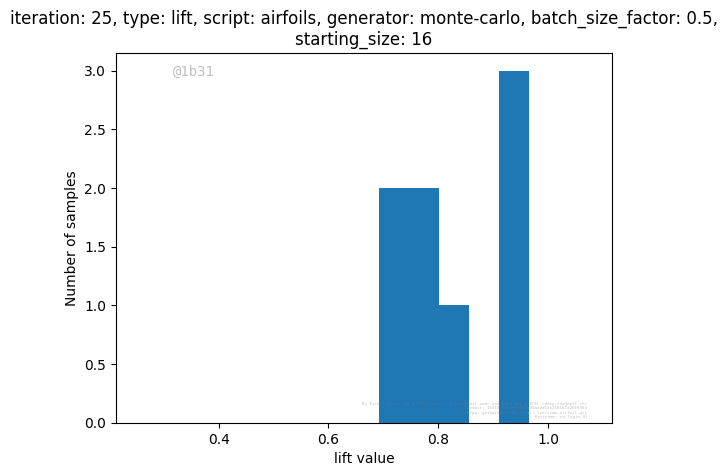 iteration: 25, type: lift, script: airfoils, generator: monte-carlo, batch_size_factor: 0.5,
starting_size: 16
@1b31
3.0
2.5
2.0
1.5
1.0
0.5
0.0
Number of samples
0.4 0.6 0.8 1.0
lift value